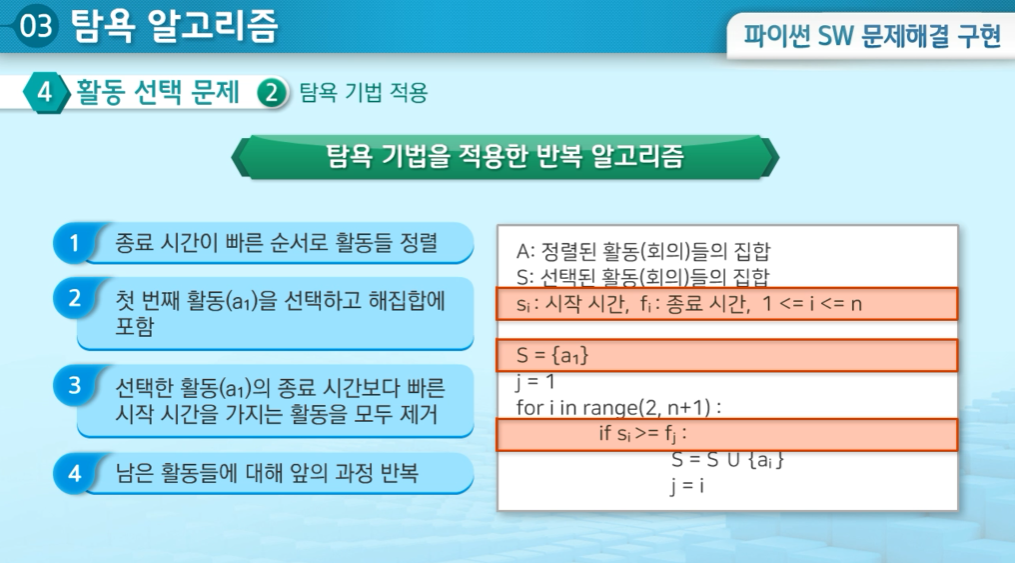 03 탐욕 알고리즘
파이썬 SW 문제해결 구현
4 활동 선택 문제 2 탐욕 기법 적용
탐욕 기법을 적용한 반복 알고리즘
1 종료 시간이 빠른 순서로 활동들 정렬
2 첫 번째 활동(a₁)을 선택하고 해집합에
포함
3 선택한 활동(a₁)의 종료 시간보다 빠른
시작 시간을 가지는 활동을 모두 제거
4 남은 활동들에 대해 앞의 과정 반복
A: 정렬된 활동(회의)들의 집합
S: 선택된 활동(회의)들의 집합
sᵢ : 시작 시간, fᵢ : 종료 시간, 1 <= i <= n
S = {a₁}
j = 1
for i in range(2, n+1) :
if sᵢ >= fⱼ :
S = S U {aᵢ }
j = i